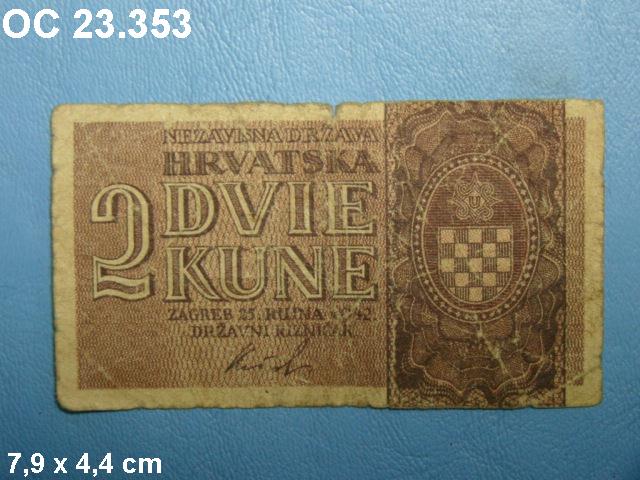 OC 23.353
NEZAVISNA DRŽAVA
HRVATSKA
2 DVIE
KUNE
ZAGREB 25. RUJNA 1942
DRŽAVNI RIZNIČAR
U
7,9 x 4,4 cm